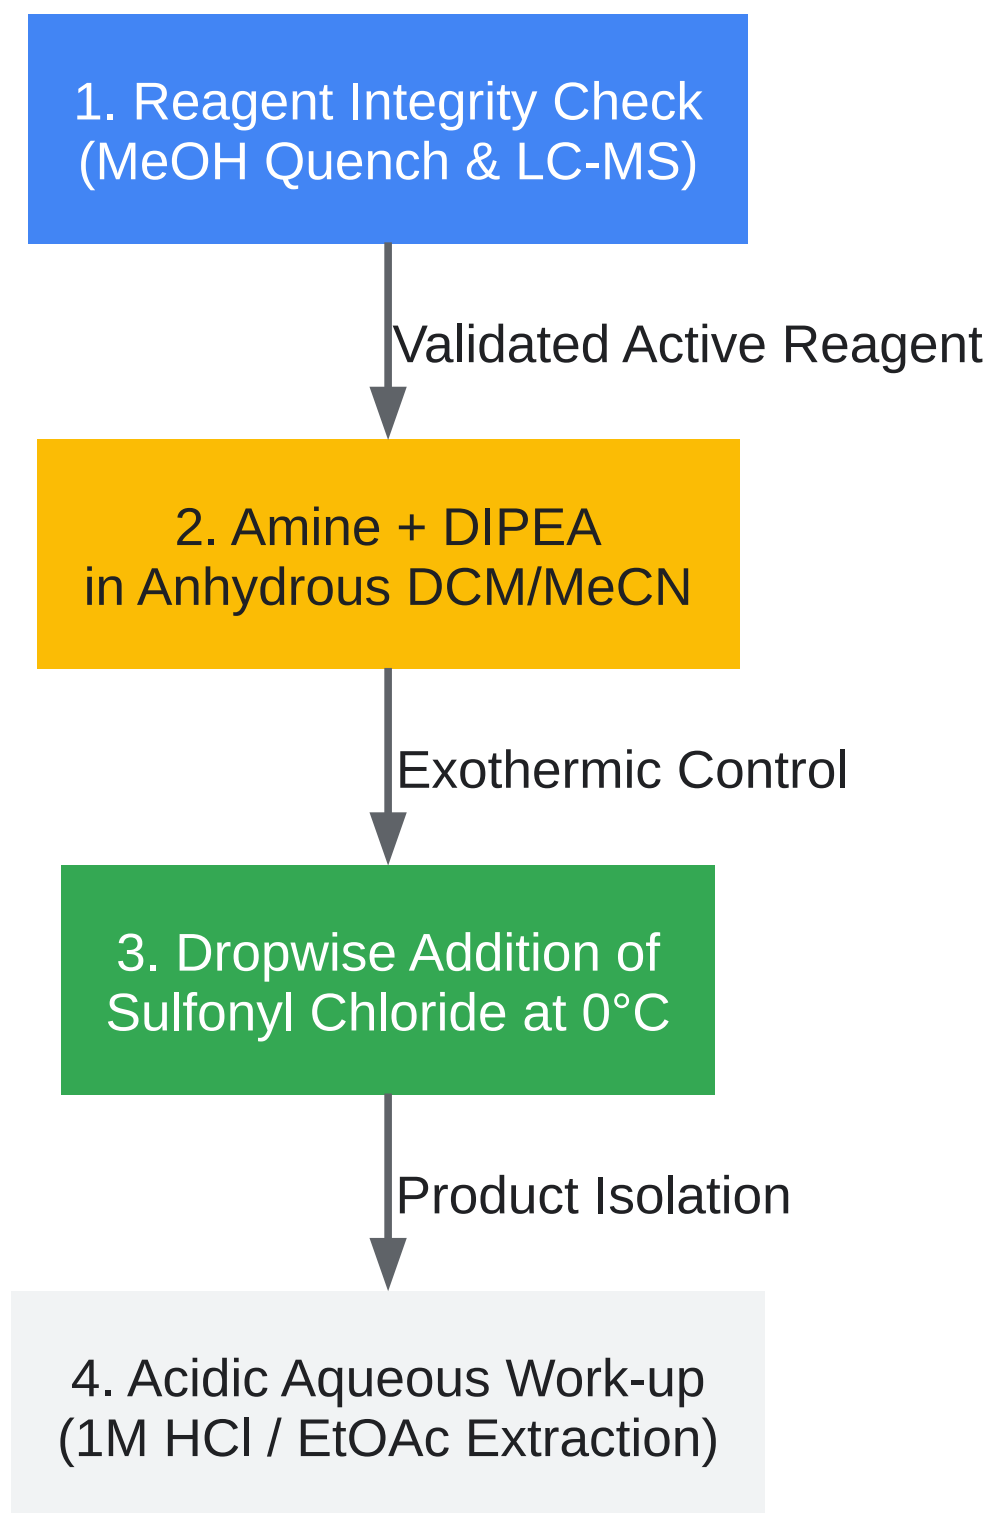 1. Reagent Integrity Check
(MeOH Quench & LC-MS)
Validated Active Reagent
2. Amine + DIPEA
in Anhydrous DCM/MeCN
Exothermic Control
3. Dropwise Addition of
Sulfonyl Chloride at 0°C
Product Isolation
4. Acidic Aqueous Work-up
(1M HCl / EtOAc Extraction)